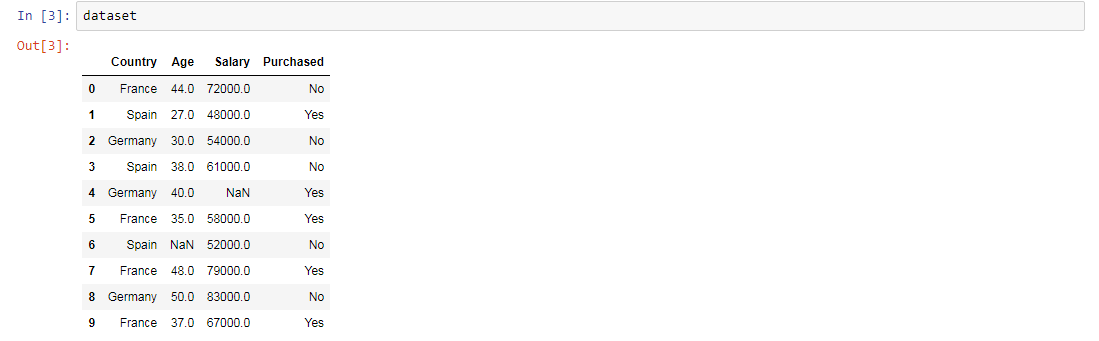 In [3]: dataset
Out[3]:
Country Age Salary Purchased
0 France 44.0 72000.0 No
1 Spain 27.0 48000.0 Yes
2 Germany 30.0 54000.0 No
3 Spain 38.0 61000.0 No
4 Germany 40.0 NaN Yes
5 France 35.0 58000.0 Yes
6 Spain NaN 52000.0 No
7 France 48.0 79000.0 Yes
8 Germany 50.0 83000.0 No
9 France 37.0 67000.0 Yes